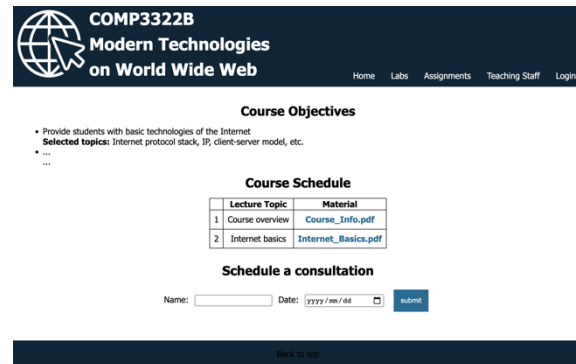 COMP3322B
Modern Technologies
on World Wide Web
Home Labs Assignments Teaching Staff Login
Course Objectives
• Provide students with basic technologies of the Internet
Selected topics: Internet protocol stack, IP, client-server model, etc.
• ...
...
Course Schedule
Lecture Topic Material
1 Course overview Course_Info.pdf
2 Internet basics Internet_Basics.pdf
Schedule a consultation
Name: Date: yyyy/mm/dd submit
Back to top